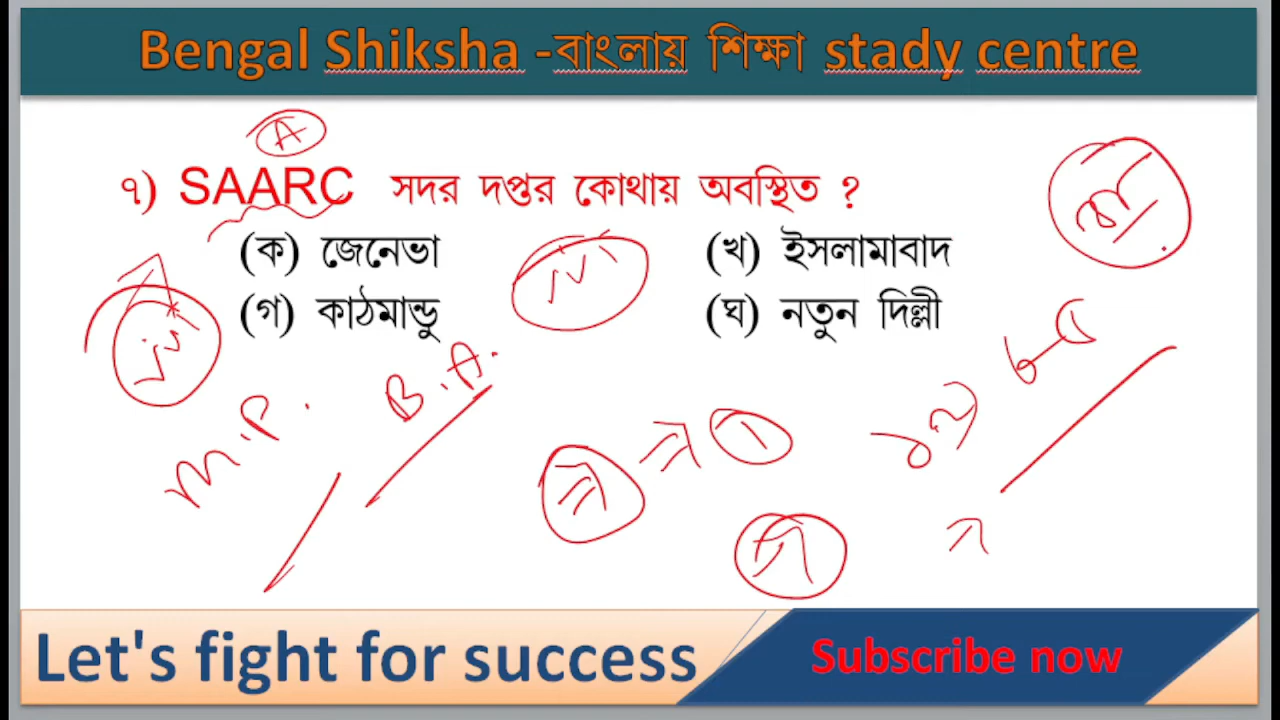 Bengal Shiksha -বাংলায় শিক্ষা stady centre
A
৭) SAARC সদর দপ্তর কোথায় অবস্থিত ?
(ক) জেনেভা (খ) ইসলামাবাদ
(গ) কাঠমান্ডু (ঘ) নতুন দিল্লী
M.P. B.A.
Let's fight for success Subscribe now